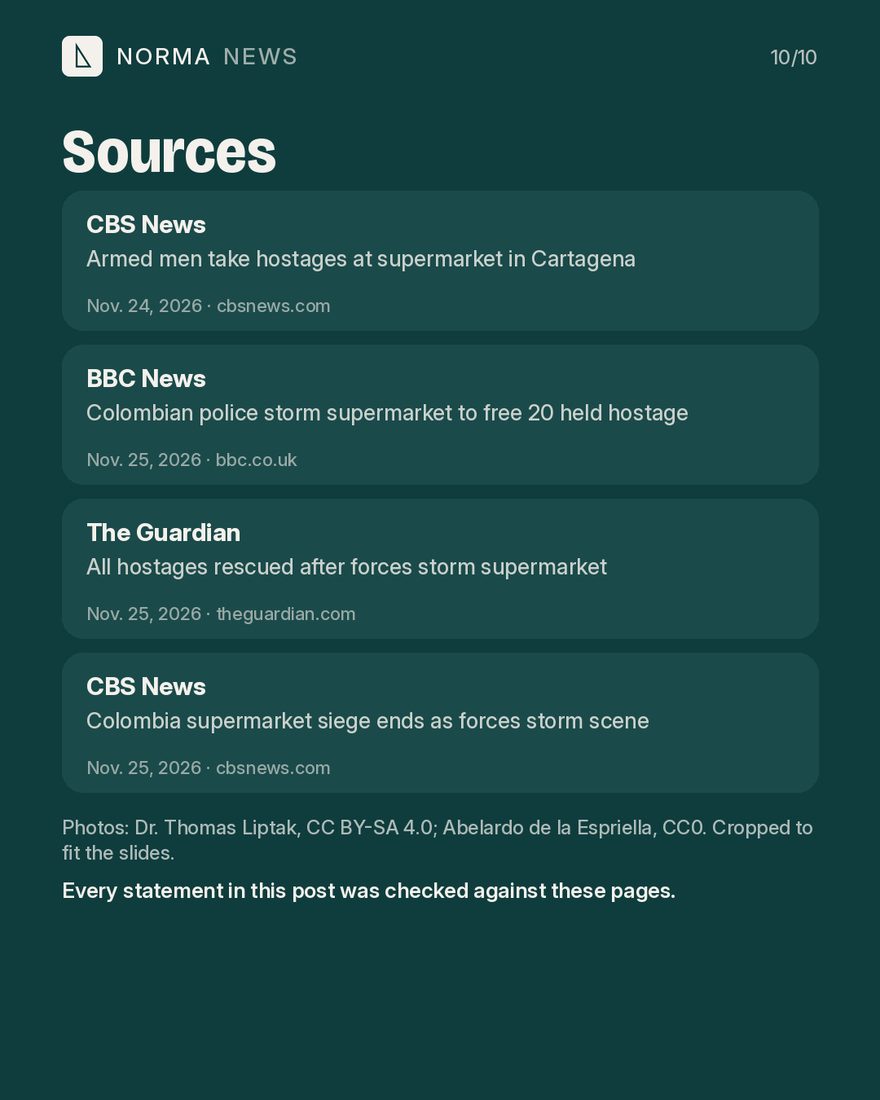 NORMA NEWS
10/10
Sources
CBS News
Armed men take hostages at supermarket in Cartagena
Nov. 24, 2026 · cbsnews.com
BBC News
Colombian police storm supermarket to free 20 held hostage
Nov. 25, 2026 · bbc.co.uk
The Guardian
All hostages rescued after forces storm supermarket
Nov. 25, 2026 · theguardian.com
CBS News
Colombia supermarket siege ends as forces storm scene
Nov. 25, 2026 · cbsnews.com
Photos: Dr. Thomas Liptak, CC BY-SA 4.0; Abelardo de la Espriella, CC0. Cropped to
fit the slides.
Every statement in this post was checked against these pages.